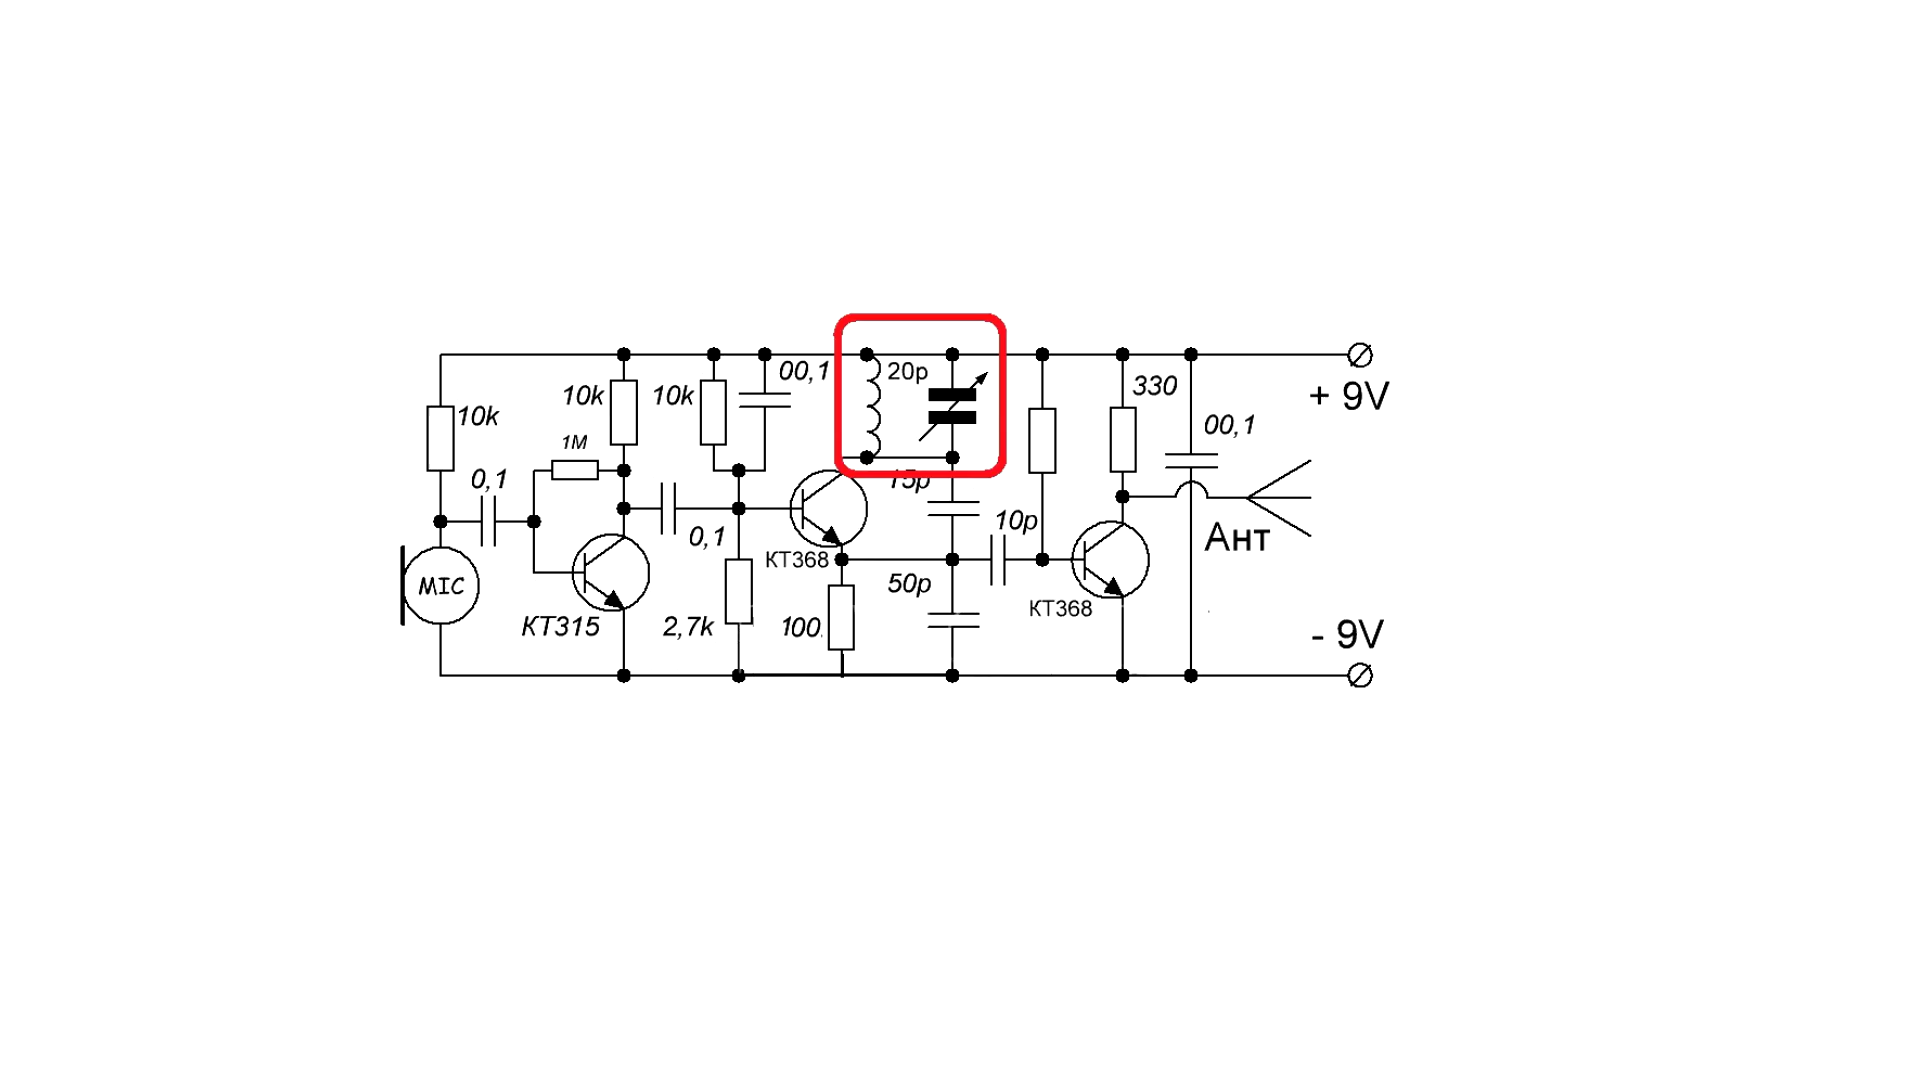 20p
00,1
330
10k
10k
+ 9V
10k
00,1
1M
0,1
15p
10p
0,1
Ант
КТ368
MIC
50p
КТ368
КТ315
2,7k
100
- 9V